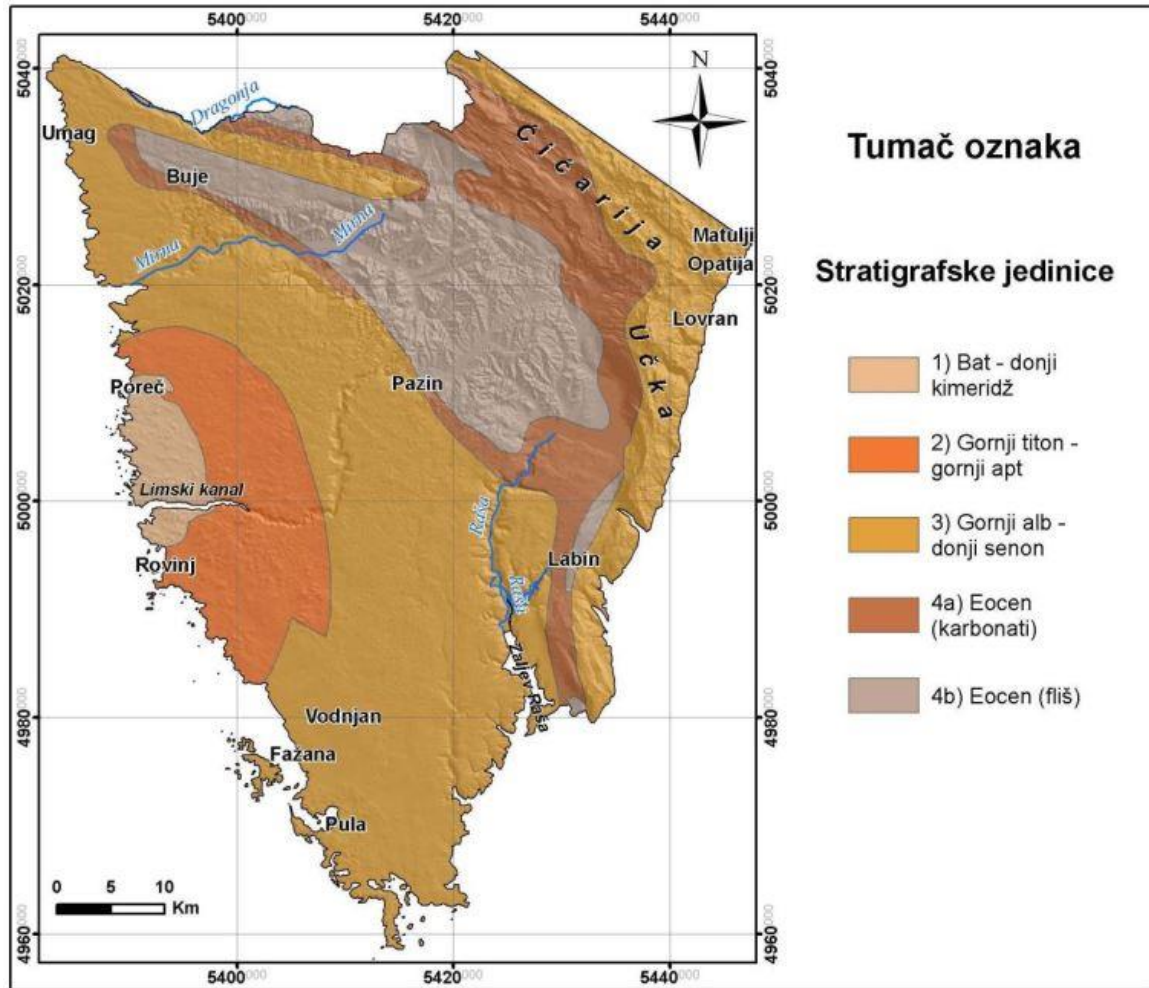 5400000 5420000 5440000
N
5040000 5040000
Dragonja
Umag
Ćićarija
Buje
Mirna
Mirna
Matulji
Opatija
5020000 5020000
Lovran
Učka
Poreč
Pazin
Limski kanal
5000000 5000000
Raša
Rovinj
Labin
Raša
Zaljev Raša
4980000 4980000
Vodnjan
Fažana
Pula
0 5 10
Km
4960000 4960000
5400000 5420000 5440000
Tumač oznaka
Stratigrafske jedinice
1) Bat - donji
kimeridž
2) Gornji titon -
gornji apt
3) Gornji alb -
donji senon
4a) Eocen
(karbonati)
4b) Eocen (fliš)